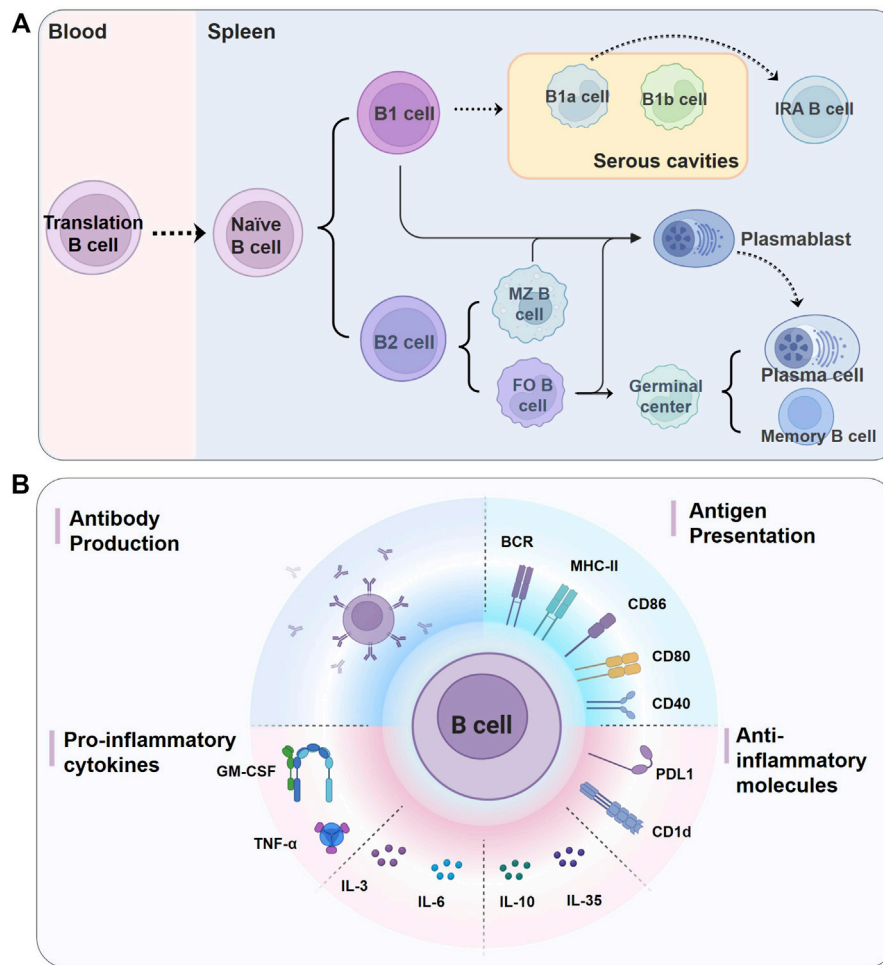 A
Blood
Spleen
B1 cell
B1a cell
B1b cell
IRA B cell
Serous cavities
Translation
B cell
Naïve
B cell
Plasmablast
MZ B
cell
B2 cell
FO B
cell
Germinal
center
Plasma cell
Memory B cell
B
Antibody
Production
Antigen
Presentation
BCR
MHC-II
CD86
CD80
CD40
B cell
Pro-inflammatory
cytokines
GM-CSF
TNF-α
IL-3
IL-6
IL-10
IL-35
Anti-
inflammatory
molecules
PDL1
CD1d